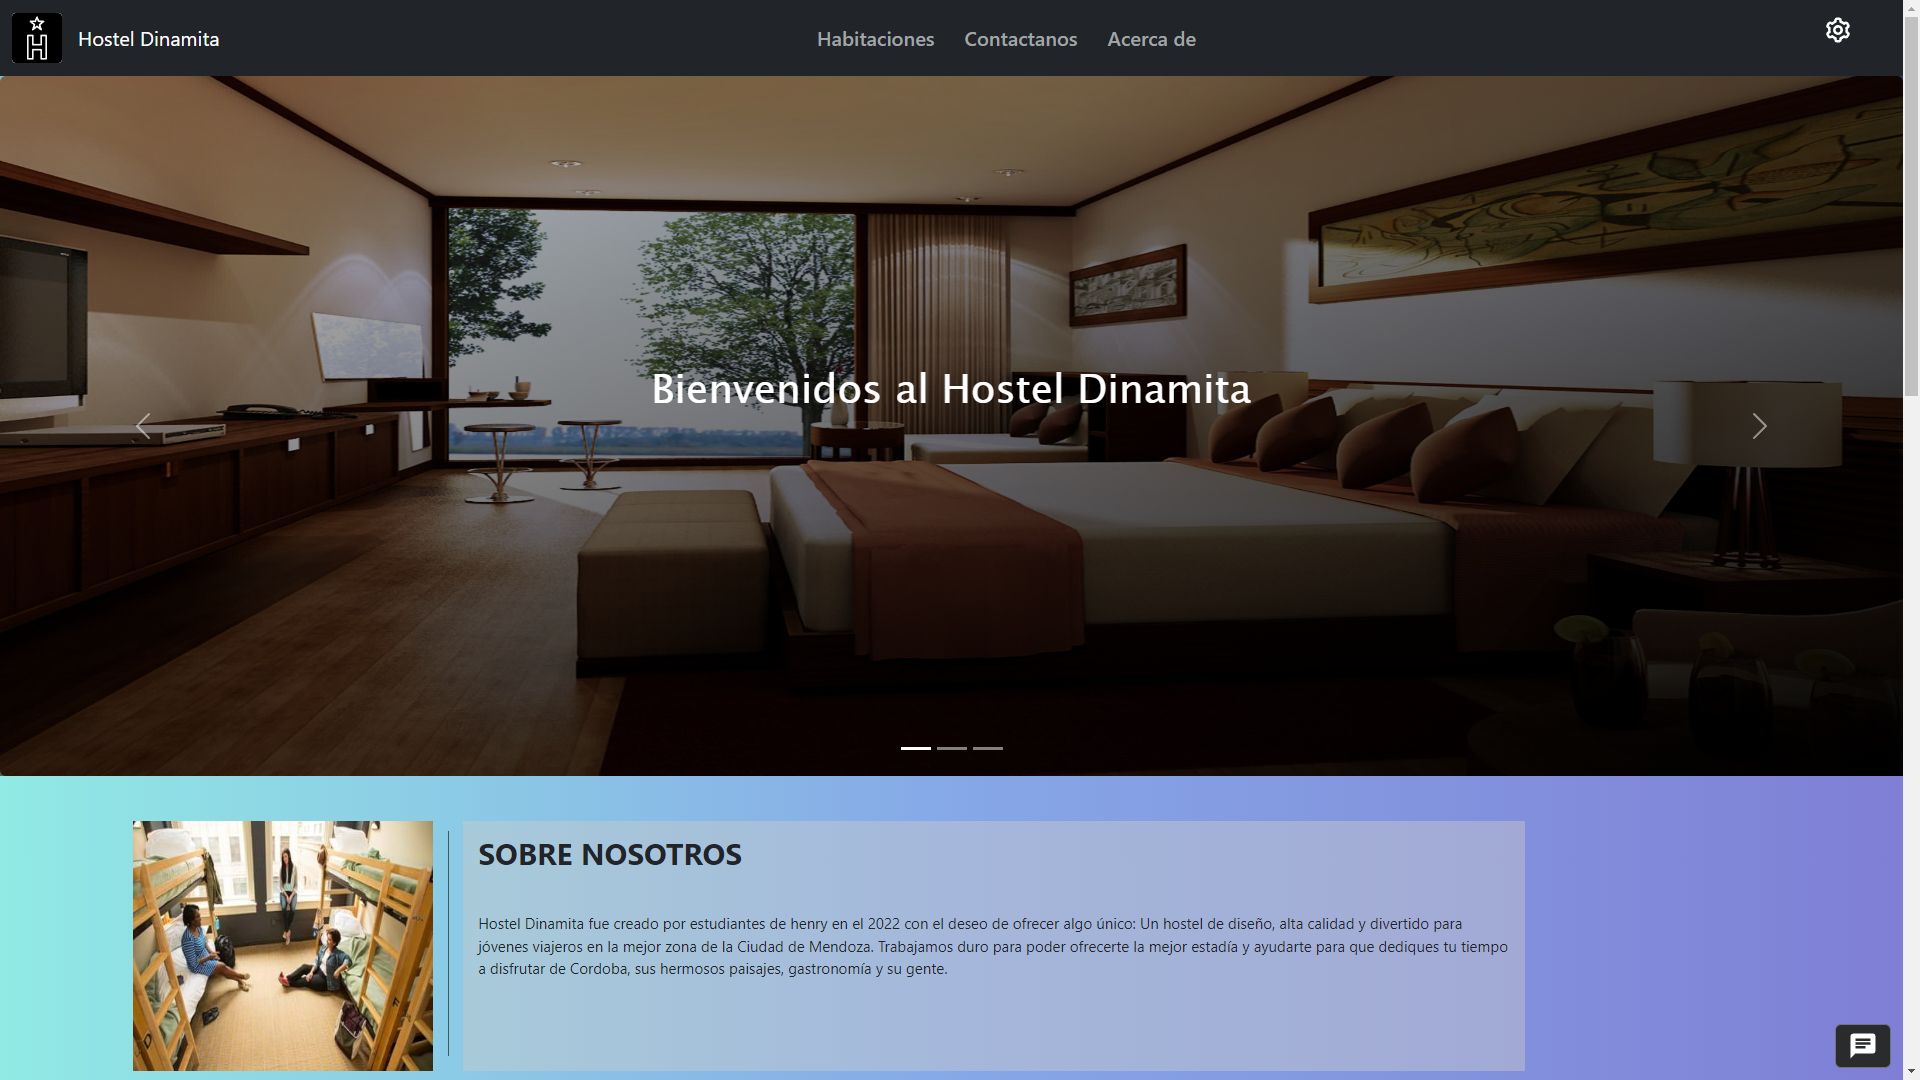 Hostel Dinamita
Habitaciones
Contactanos
Acerca de
Bienvenidos al Hostel Dinamita
SOBRE NOSOTROS
Hostel Dinamita fue creado por estudiantes de henry en el 2022 con el deseo de ofrecer algo único: Un hostel de diseño, alta calidad y divertido para
jóvenes viajeros en la mejor zona de la Ciudad de Mendoza. Trabajamos duro para poder ofrecerte la mejor estadía y ayudarte para que dediques tu tiempo
a disfrutar de Cordoba, sus hermosos paisajes, gastronomía y su gente.